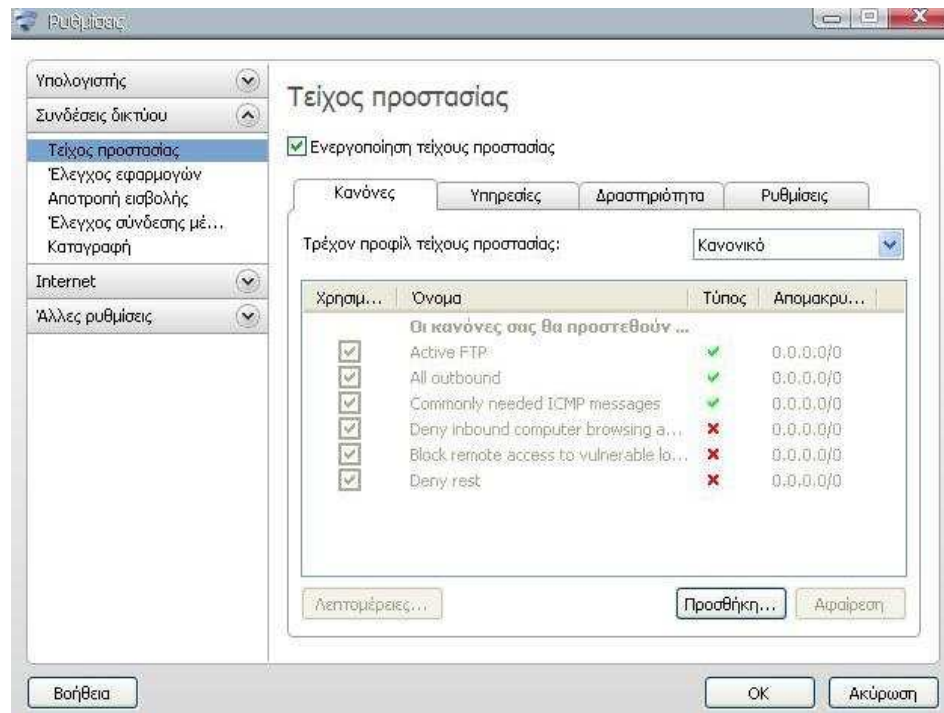 Ρυθμίσεις
Υπολογιστής
Συνδέσεις δικτύου
Τείχος προστασίας
Έλεγχος εφαρμογών
Αποτροπή εισβολής
Έλεγχος σύνδεσης μέ...
Καταγραφή
Internet
Άλλες ρυθμίσεις
Τείχος προστασίας
Ενεργοποίηση τείχους προστασίας
Κανόνες Υπηρεσίες Δραστηριότητα Ρυθμίσεις
Τρέχον προφίλ τείχους προστασίας: Κανονικό
Χρησιμ... Όνομα Τύπος Απομακρυ...
Οι κανόνες σας θα προστεθούν ...
Active FTP 0.0.0.0/0
All outbound 0.0.0.0/0
Commonly needed ICMP messages 0.0.0.0/0
Deny inbound computer browsing a... 0.0.0.0/0
Block remote access to vulnerable lo... 0.0.0.0/0
Deny rest 0.0.0.0/0
Λεπτομέρειες... Προσθήκη... Αφαίρεση
Βοήθεια OK Ακύρωση